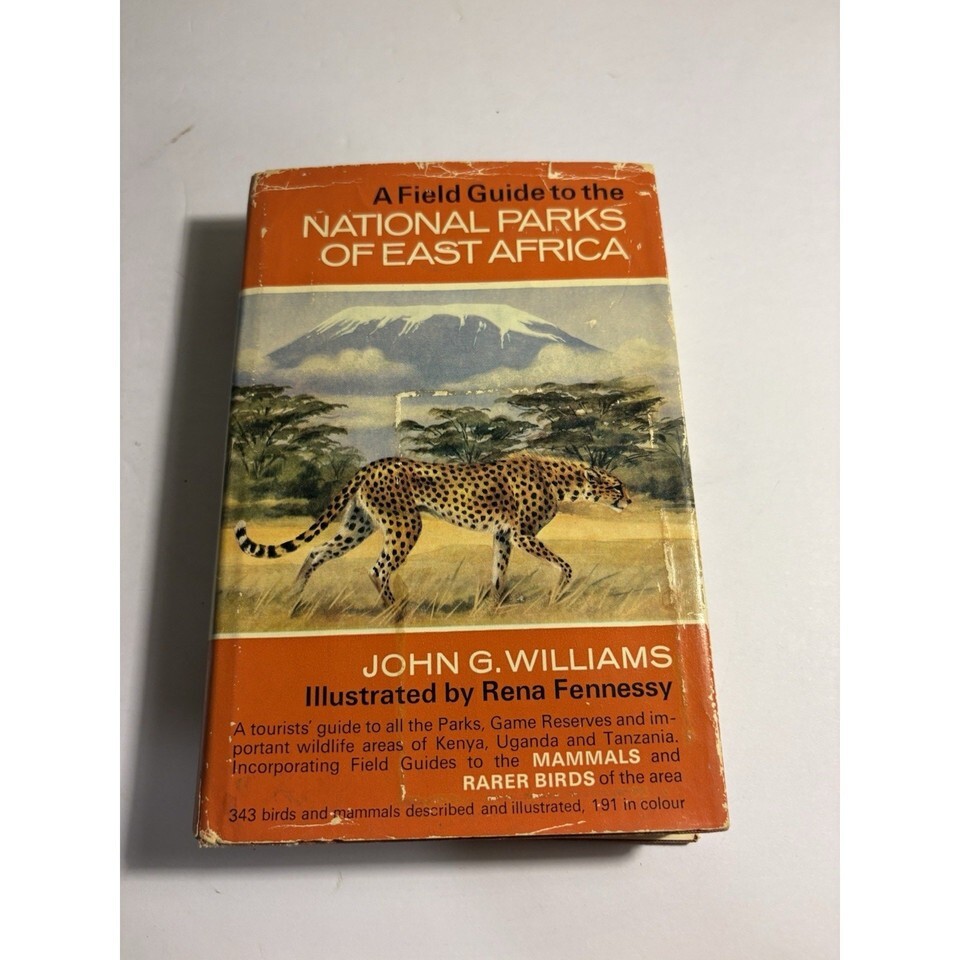 A Field Guide to the
NATIONAL PARKS
OF EAST AFRICA
JOHN G. WILLIAMS
Illustrated by Rena Fennessy
A tourists' guide to all the Parks, Game Reserves and im-
portant wildlife areas of Kenya, Uganda and Tanzania.
Incorporating Field Guides to the MAMMALS and
RARER BIRDS of the area
343 birds and mammals described and illustrated, 191 in colour